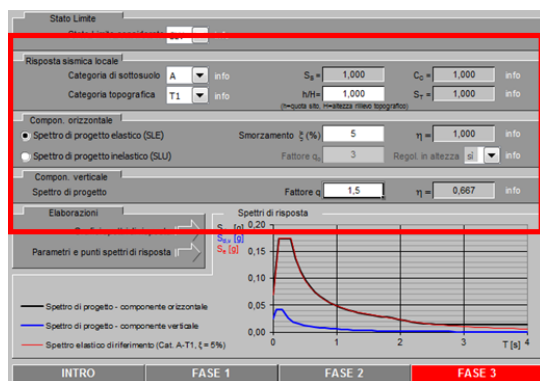 Stato Limite
info
Risposta sismica locale
Categoria di sottosuolo A info
Ss = 1,000 Cc = 1,000 info
Categoria topografica T1 info
h/H= 1,000 ST = 1,000 info
(h=quota sito, H=altezza rilievo topografico)
Compon. orizzontale
Spettro di progetto elastico (SLE)
Smorzamento ξ (%) 5 η = 1,000 info
Spettro di progetto inelastico (SLU)
Fattore qo 3 Regol. in altezza si info
Compon. verticale
Spettro di progetto
Fattore q 1,5 η = 0,667 info
Elaborazioni
Parametri e punti spettri di risposta
Spettri di risposta
[g]
0,20
0,15
0,10
0,05
0,00
0 1 2 3 4
T [s]
Spettro di progetto - componente orizzontale
Spettro di progetto - componente verticale
Spettro elastico di riferimento (Cat. A-T1, ξ = 5%)
INTRO FASE 1 FASE 2 FASE 3